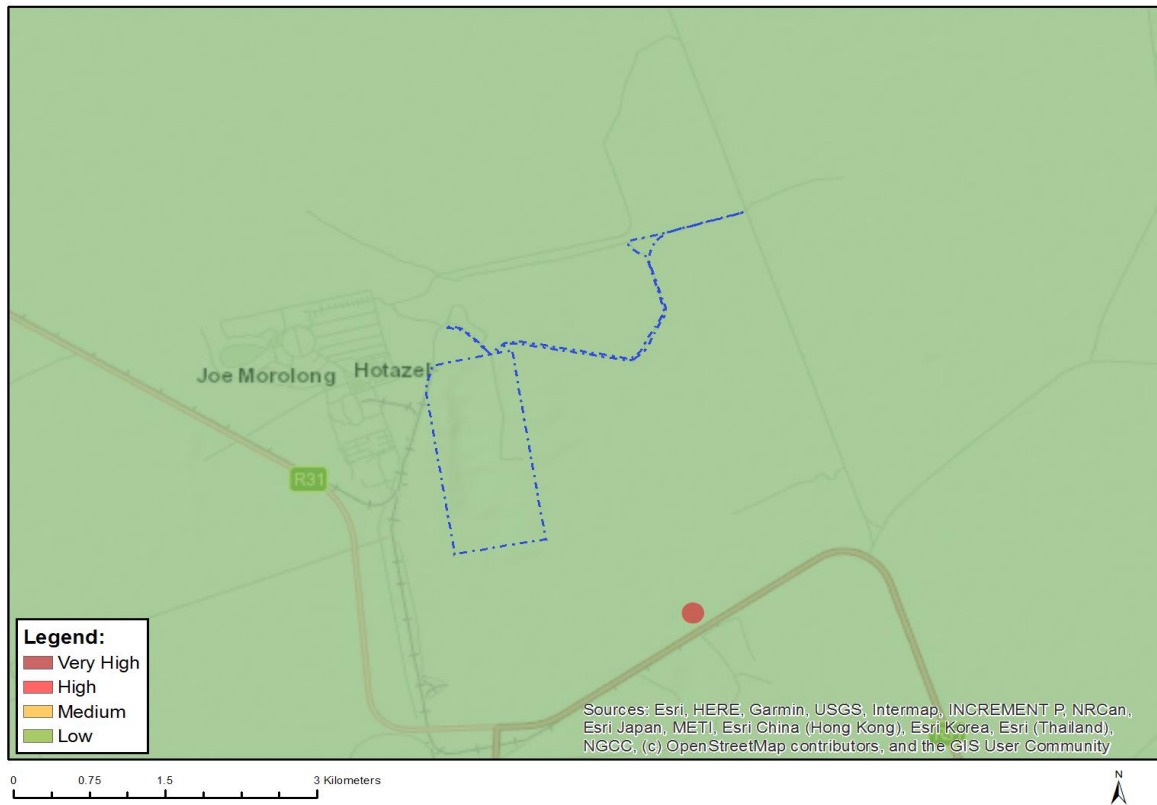 Joe Morolong
Hotazel
R31
Legend:
Very High
High
Medium
Low
Sources: Esri, HERE, Garmin, USGS, Intermap, INCREMENT P, NRCan,
Esri Japan, METI, Esri China (Hong Kong), Esri Korea, Esri (Thailand),
NGCC, (c) OpenStreetMap contributors, and the GIS User Community
0 0.75 1.5 3 Kilometers
N